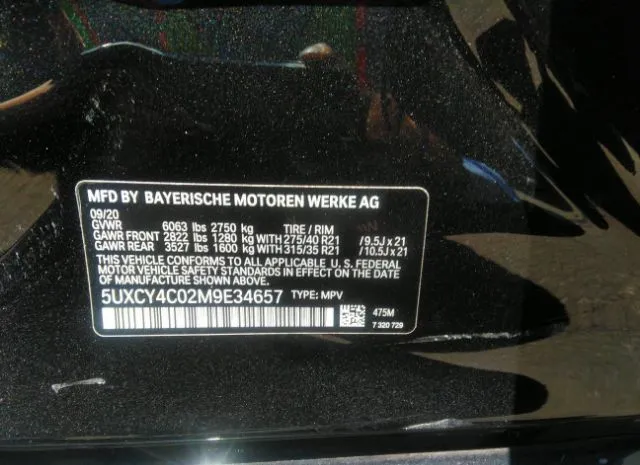 MFD BY BAYERISCHE MOTOREN WERKE AG
09/20
GVWR 6063 lbs 2750 kg TIRE / RIM
GAWR FRONT 2822 lbs 1280 kg WITH 275/40 R21 /9.5J x 21
GAWR REAR 3527 lbs 1600 kg WITH 315/35 R21 /10.5J x 21
THIS VEHICLE CONFORMS TO ALL APPLICABLE U. S. FEDERAL
MOTOR VEHICLE SAFETY STANDARDS IN EFFECT ON THE DATE
OF MANUFACTURE SHOWN ABOVE.
5UXCY4C02M9E34657 TYPE: MPV
475M
7 320 729